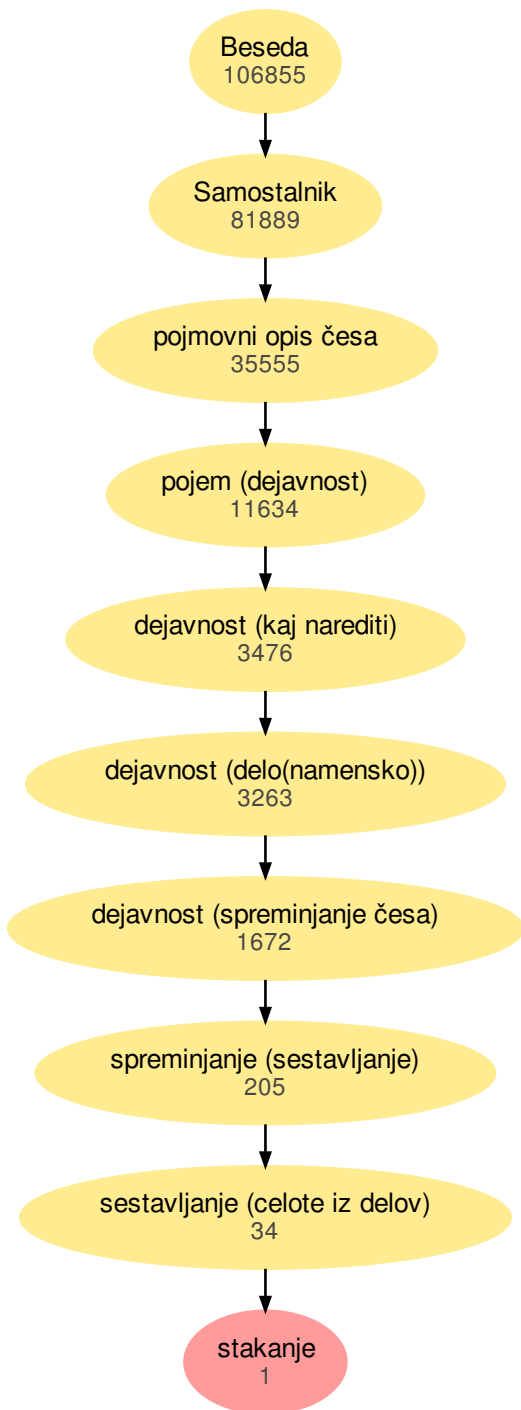 Beseda
106855
Samostalnik
81889
pojmovni opis česa
35555
pojem (dejavnost)
11634
dejavnost (kaj narediti)
3476
dejavnost (delo(namensko))
3263
dejavnost (spreminjanje česa)
1672
spreminjanje (sestavljanje)
205
sestavljanje (celote iz delov)
34
stakanje
1